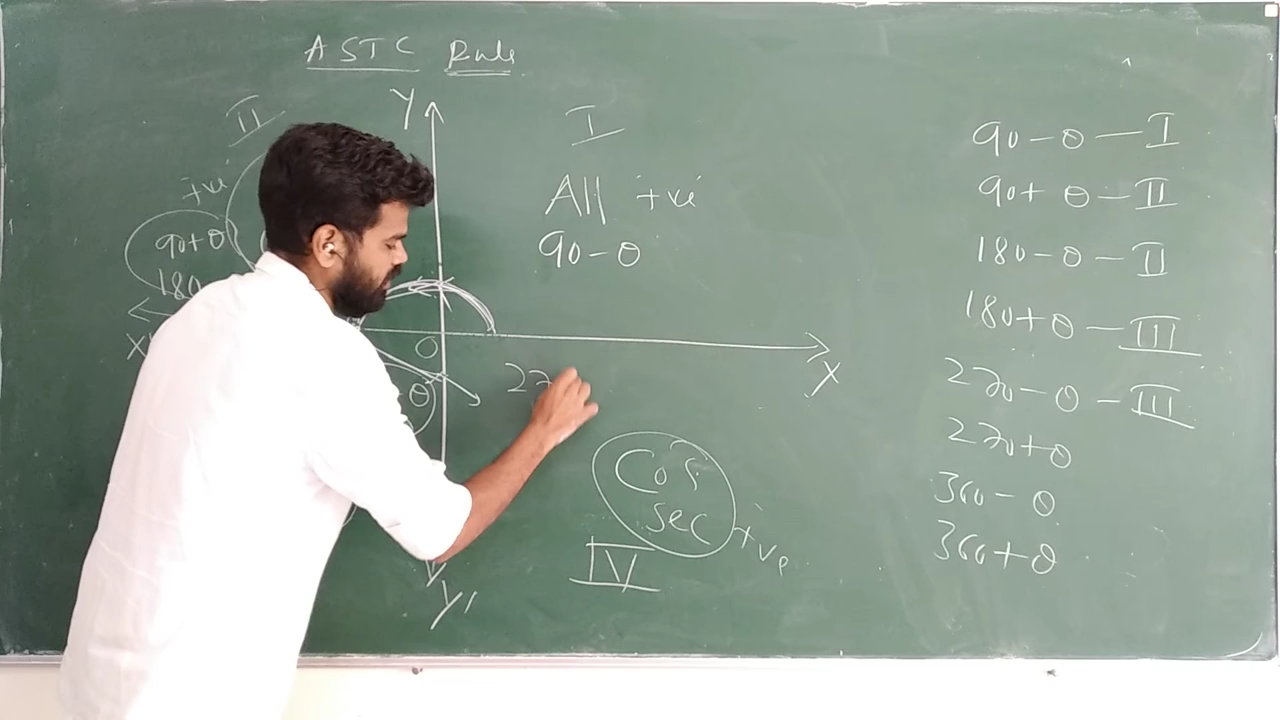 ASTC Rule
Y
II
I
+ve
All +ve
90+θ
90-θ
180
X'
O
X
θ
27
Cos
sec
+ve
IV
Y'
90-θ-I
90+θ-II
180-θ-II
180+θ-III
270-θ-III
270+θ
360-θ
360+θ